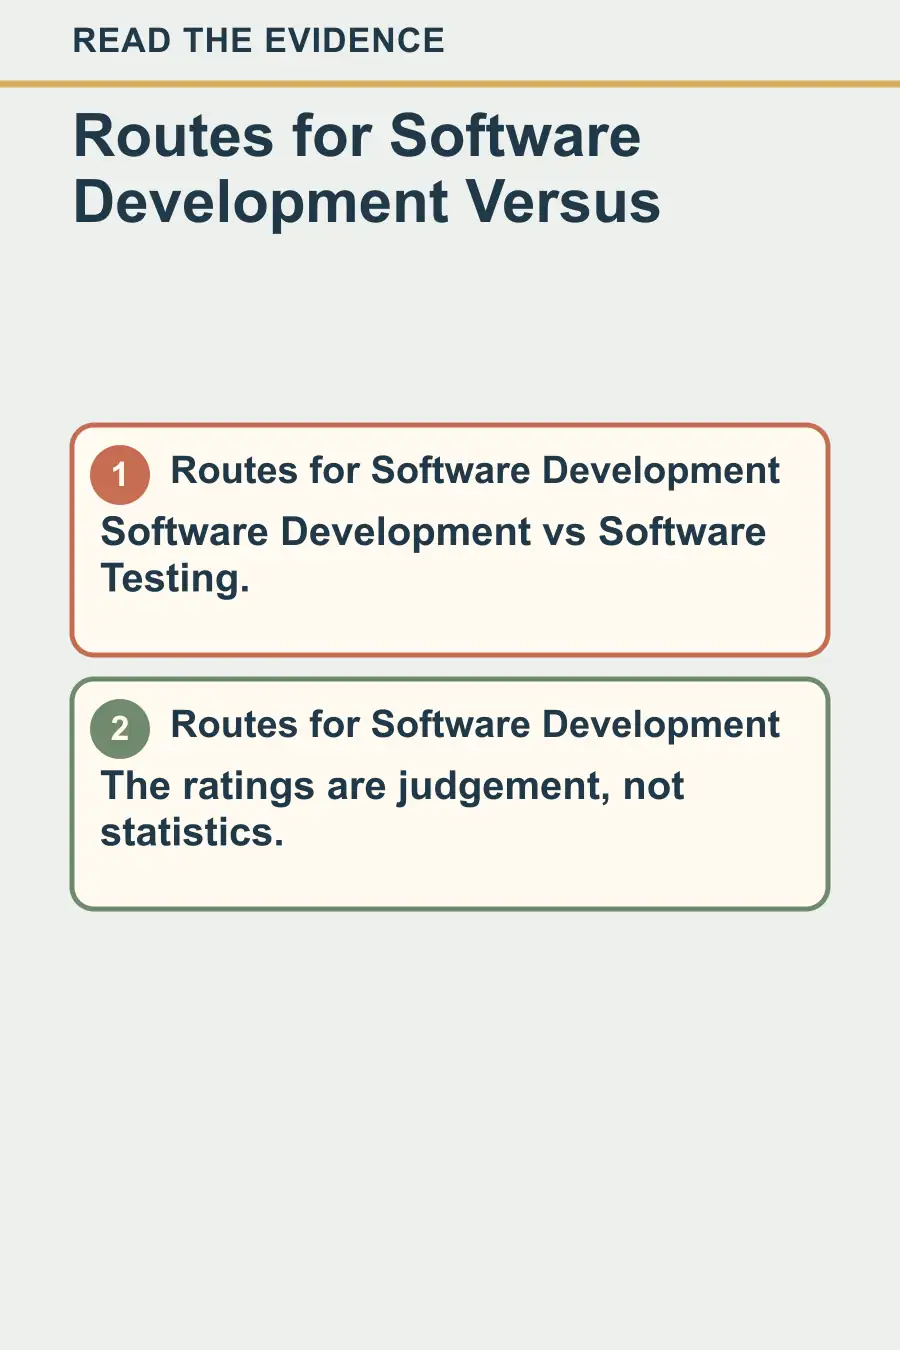 READ THE EVIDENCE
Routes for Software
Development Versus
1 Routes for Software Development
Software Development vs Software
Testing.
2 Routes for Software Development
The ratings are judgement, not
statistics.